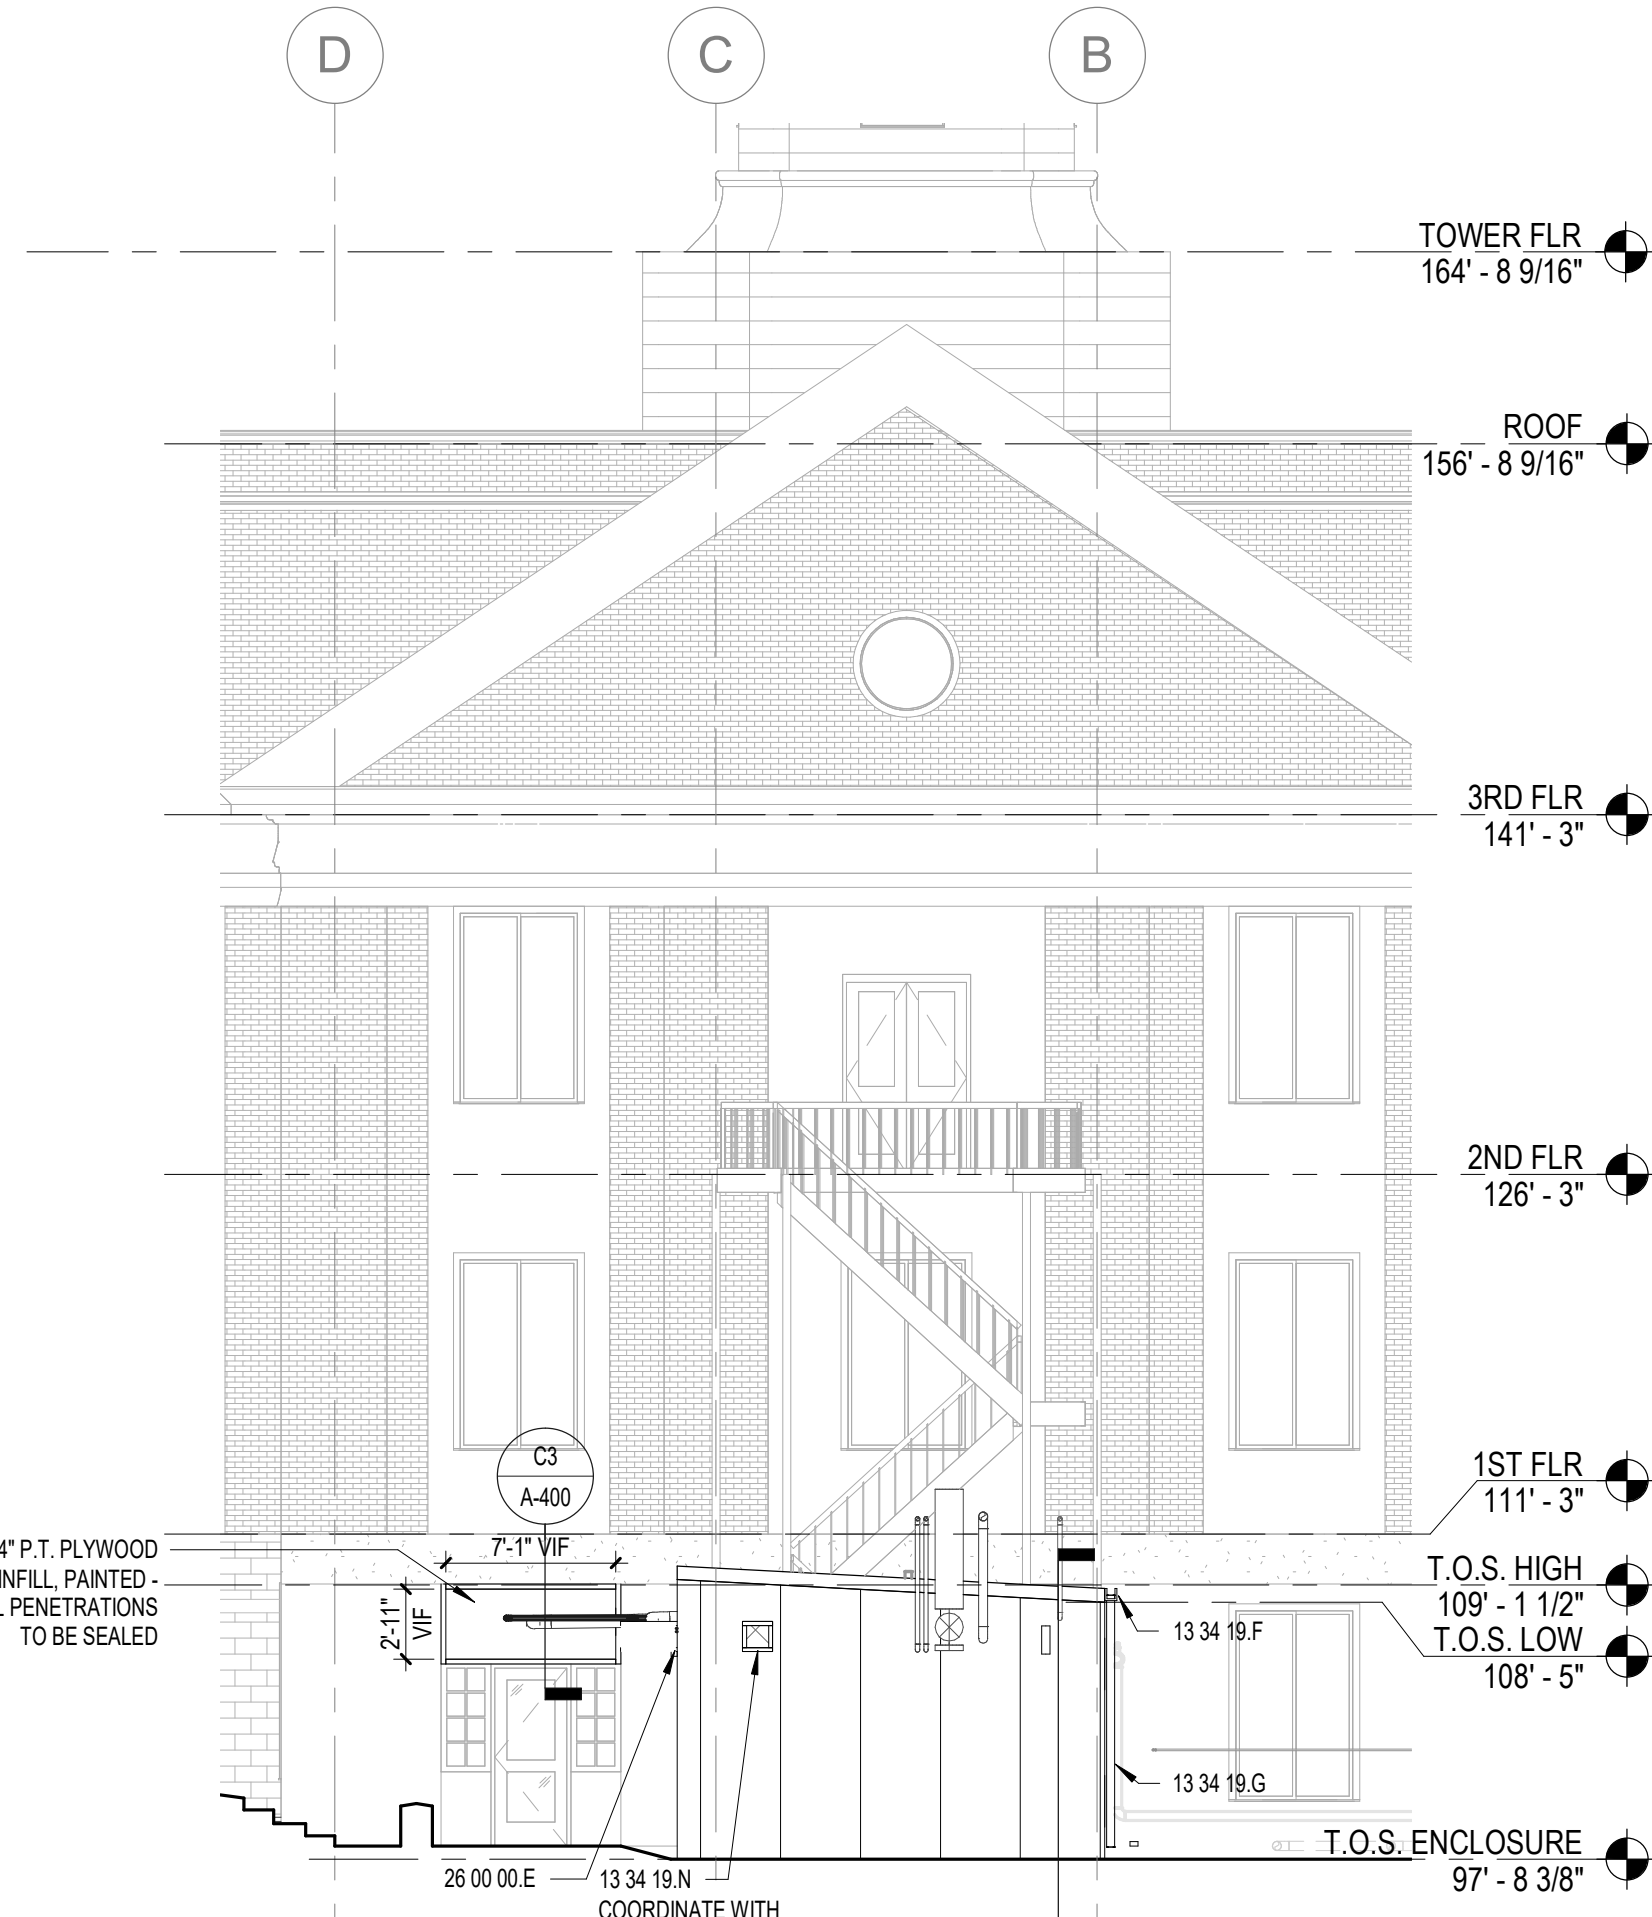 D
C
B
TOWER FLR
164' - 8 9/16"
ROOF
156' - 8 9/16"
3RD FLR
141' - 3"
2ND FLR
126' - 3"
1ST FLR
111' - 3"
T.O.S. HIGH
109' - 1 1/2"
T.O.S. LOW
108' - 5"
T.O.S. ENCLOSURE
97' - 8 3/8"
C3
A-400
7'-1" VIF
2'-11"
VIF
4" P.T. PLYWOOD
INFILL, PAINTED -
PENETRATIONS
TO BE SEALED
13 34 19.F
13 34 19.G
26 00 00.E
13 34 19.N
COORDINATE WITH